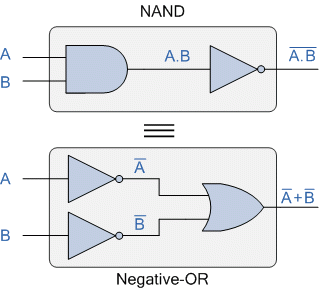 NAND
A
B
A.B
A̅.̅B̅
A
B
A̅
B̅
A̅+B̅
Negative-OR